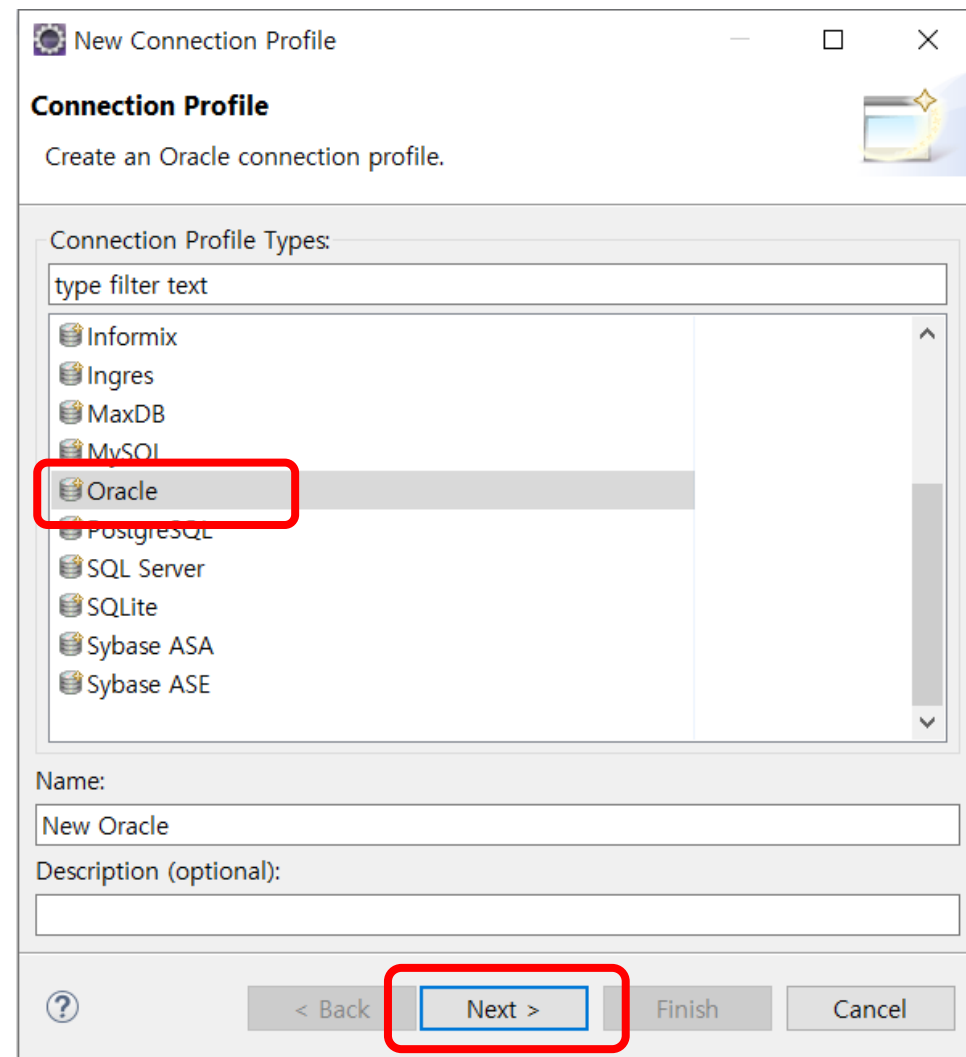 New Connection Profile
Connection Profile
Create an Oracle connection profile.
Connection Profile Types:
type filter text
Informix
Ingres
MaxDB
MySQL
Oracle
PostgreSQL
SQL Server
SQLite
Sybase ASA
Sybase ASE
Name:
New Oracle
Description (optional):
? < Back Next > Finish Cancel